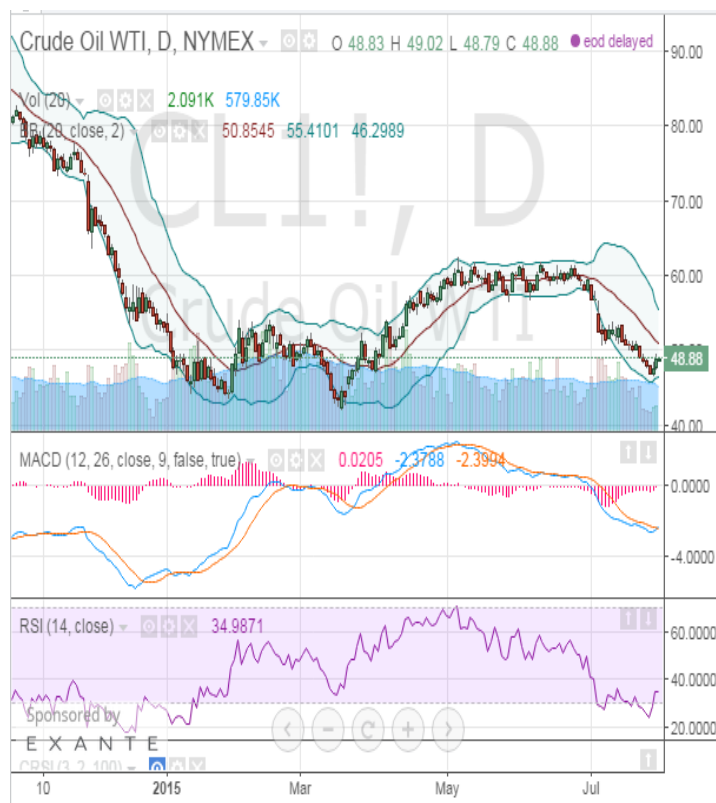 Crude Oil WTI, D, NYMEX O 48.83 H 49.02 L 48.79 C 48.88 eod delayed
Vol (20) 2.091K 579.85K
BB (20, close, 2) 50.8545 55.4101 46.2989
CL1!, D
Crude Oil WTI
90.00
80.00
70.00
60.00
50.00
48.88
40.00
MACD (12, 26, close, 9, false, true) 0.0205 -2.3788 -2.3994
0.0000
-4.0000
RSI (14, close) 34.9871
60.0000
40.0000
20.0000
Sponsored by
EXANTE
CRSI (3, 2, 100)
10 2015 Mar May Jul